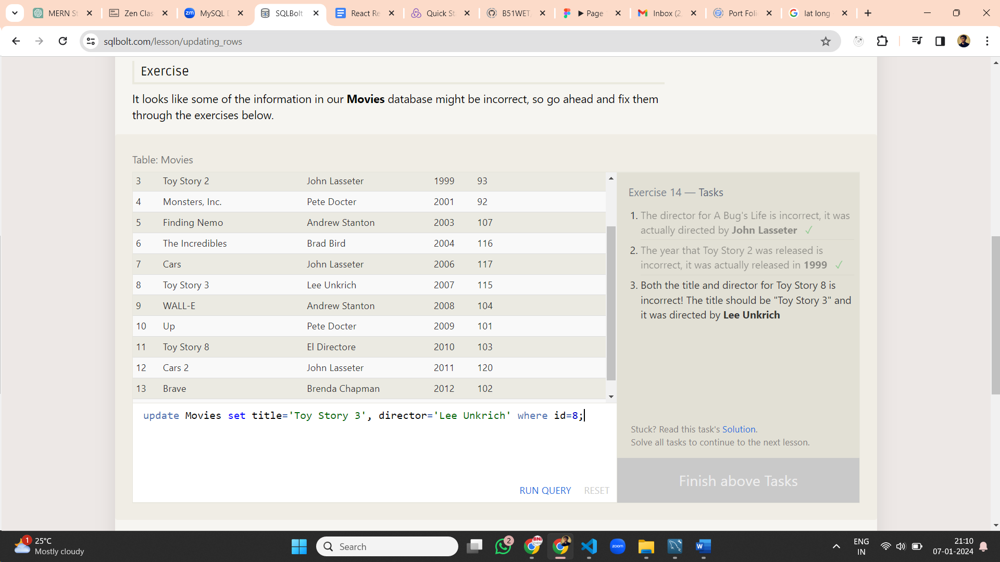 MERN St
Zen Clas
zm
MySQL D
SQLBolt
React Re
Quick St
B51WET
▶ Page
Inbox (2,
Port Foli
lat long
sqlbolt.com/lesson/updating_rows
Exercise
It looks like some of the information in our Movies database might be incorrect, so go ahead and fix them
through the exercises below.
Table: Movies
3 Toy Story 2 John Lasseter 1999 93
4 Monsters, Inc. Pete Docter 2001 92
5 Finding Nemo Andrew Stanton 2003 107
6 The Incredibles Brad Bird 2004 116
7 Cars John Lasseter 2006 117
8 Toy Story 3 Lee Unkrich 2007 115
9 WALL-E Andrew Stanton 2008 104
10 Up Pete Docter 2009 101
11 Toy Story 8 El Directore 2010 103
12 Cars 2 John Lasseter 2011 120
13 Brave Brenda Chapman 2012 102
update Movies set title='Toy Story 3', director='Lee Unkrich' where id=8;
RUN QUERY RESET
Exercise 14 — Tasks
1. The director for A Bug's Life is incorrect, it was
actually directed by John Lasseter ✓
2. The year that Toy Story 2 was released is
incorrect, it was actually released in 1999 ✓
3. Both the title and director for Toy Story 8 is
incorrect! The title should be "Toy Story 3" and
it was directed by Lee Unkrich
Stuck? Read this task's Solution.
Solve all tasks to continue to the next lesson.
Finish above Tasks
1
25°C
Mostly cloudy
Search
2
BNI
zoom
W
ENG
IN
21:10
07-01-2024